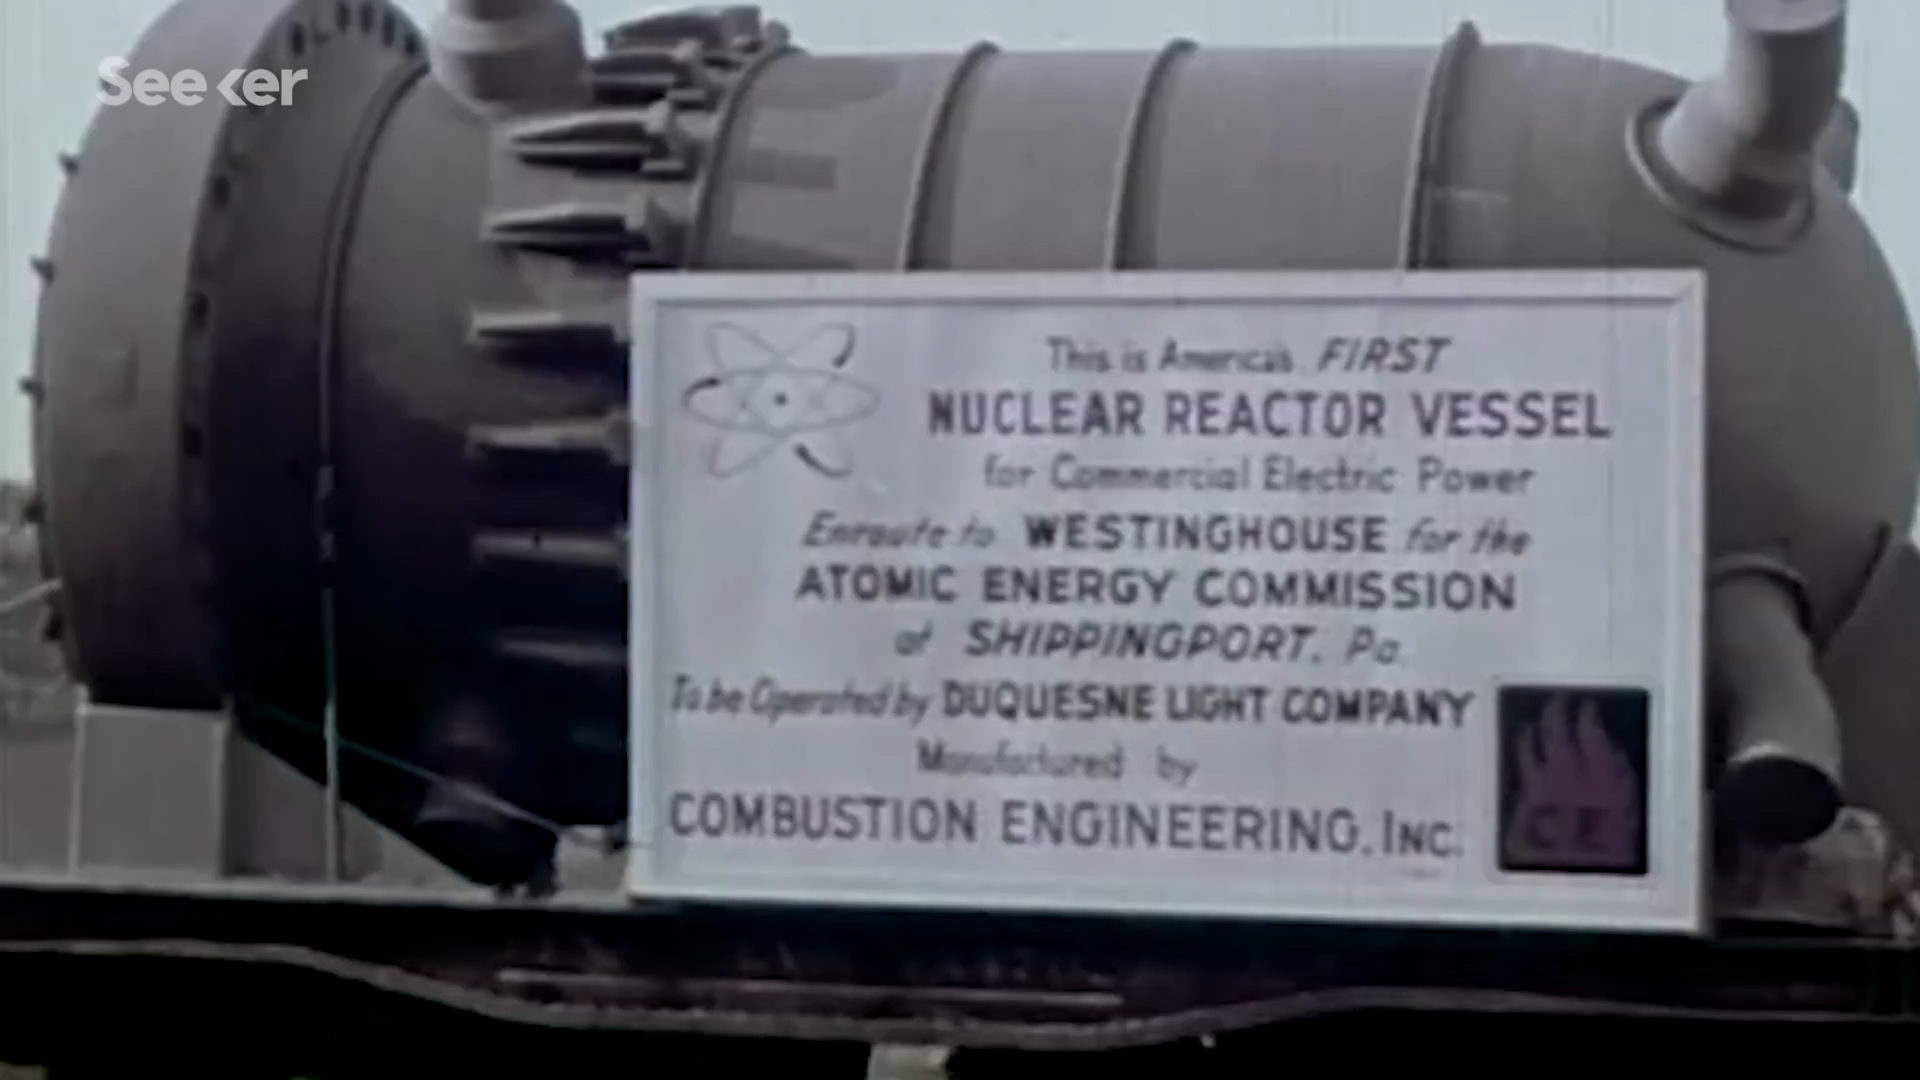 Seeker
This is America's FIRST
NUCLEAR REACTOR VESSEL
for Commercial Electric Power
Enroute to WESTINGHOUSE for the
ATOMIC ENERGY COMMISSION
at SHIPPINGPORT, Pa.
To be Operated by DUQUESNE LIGHT COMPANY
Manufactured by
COMBUSTION ENGINEERING, INC.
CE